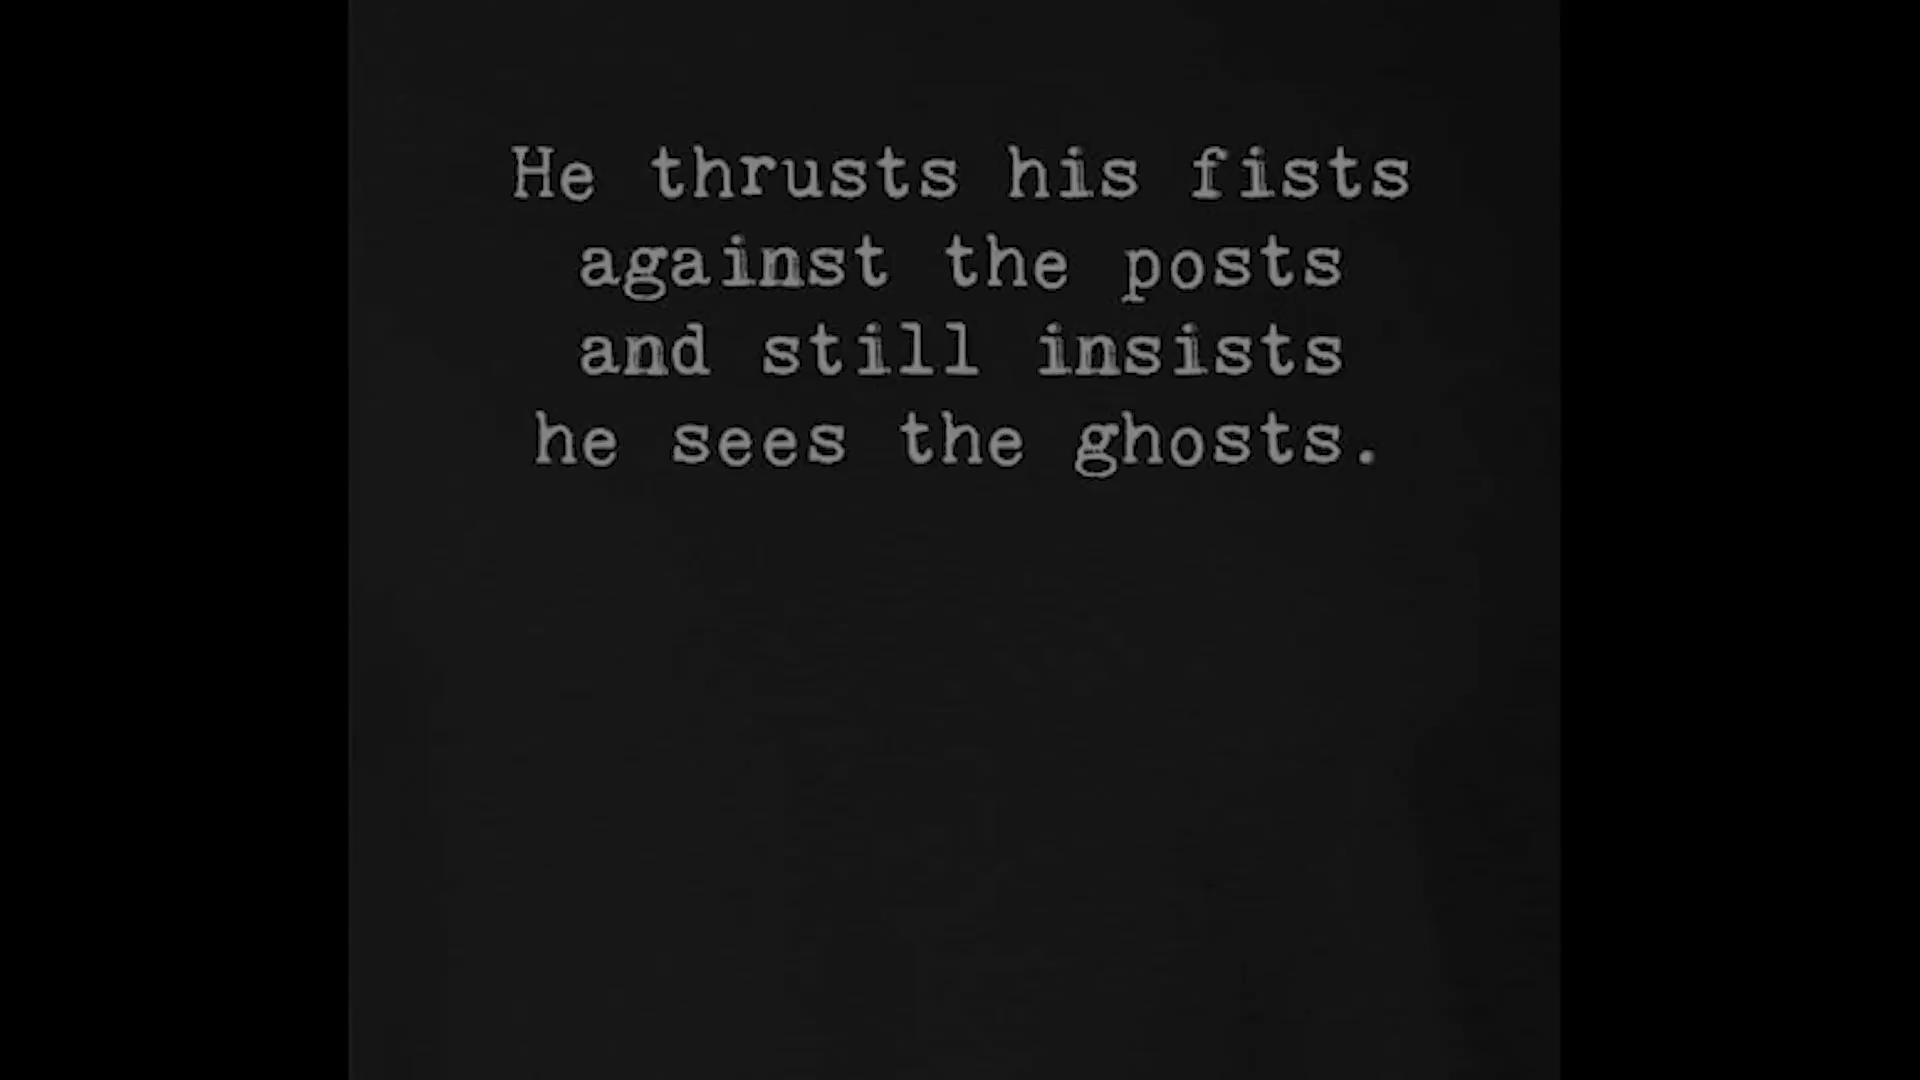 He thrusts his fists
against the posts
and still insists
he sees the ghosts.